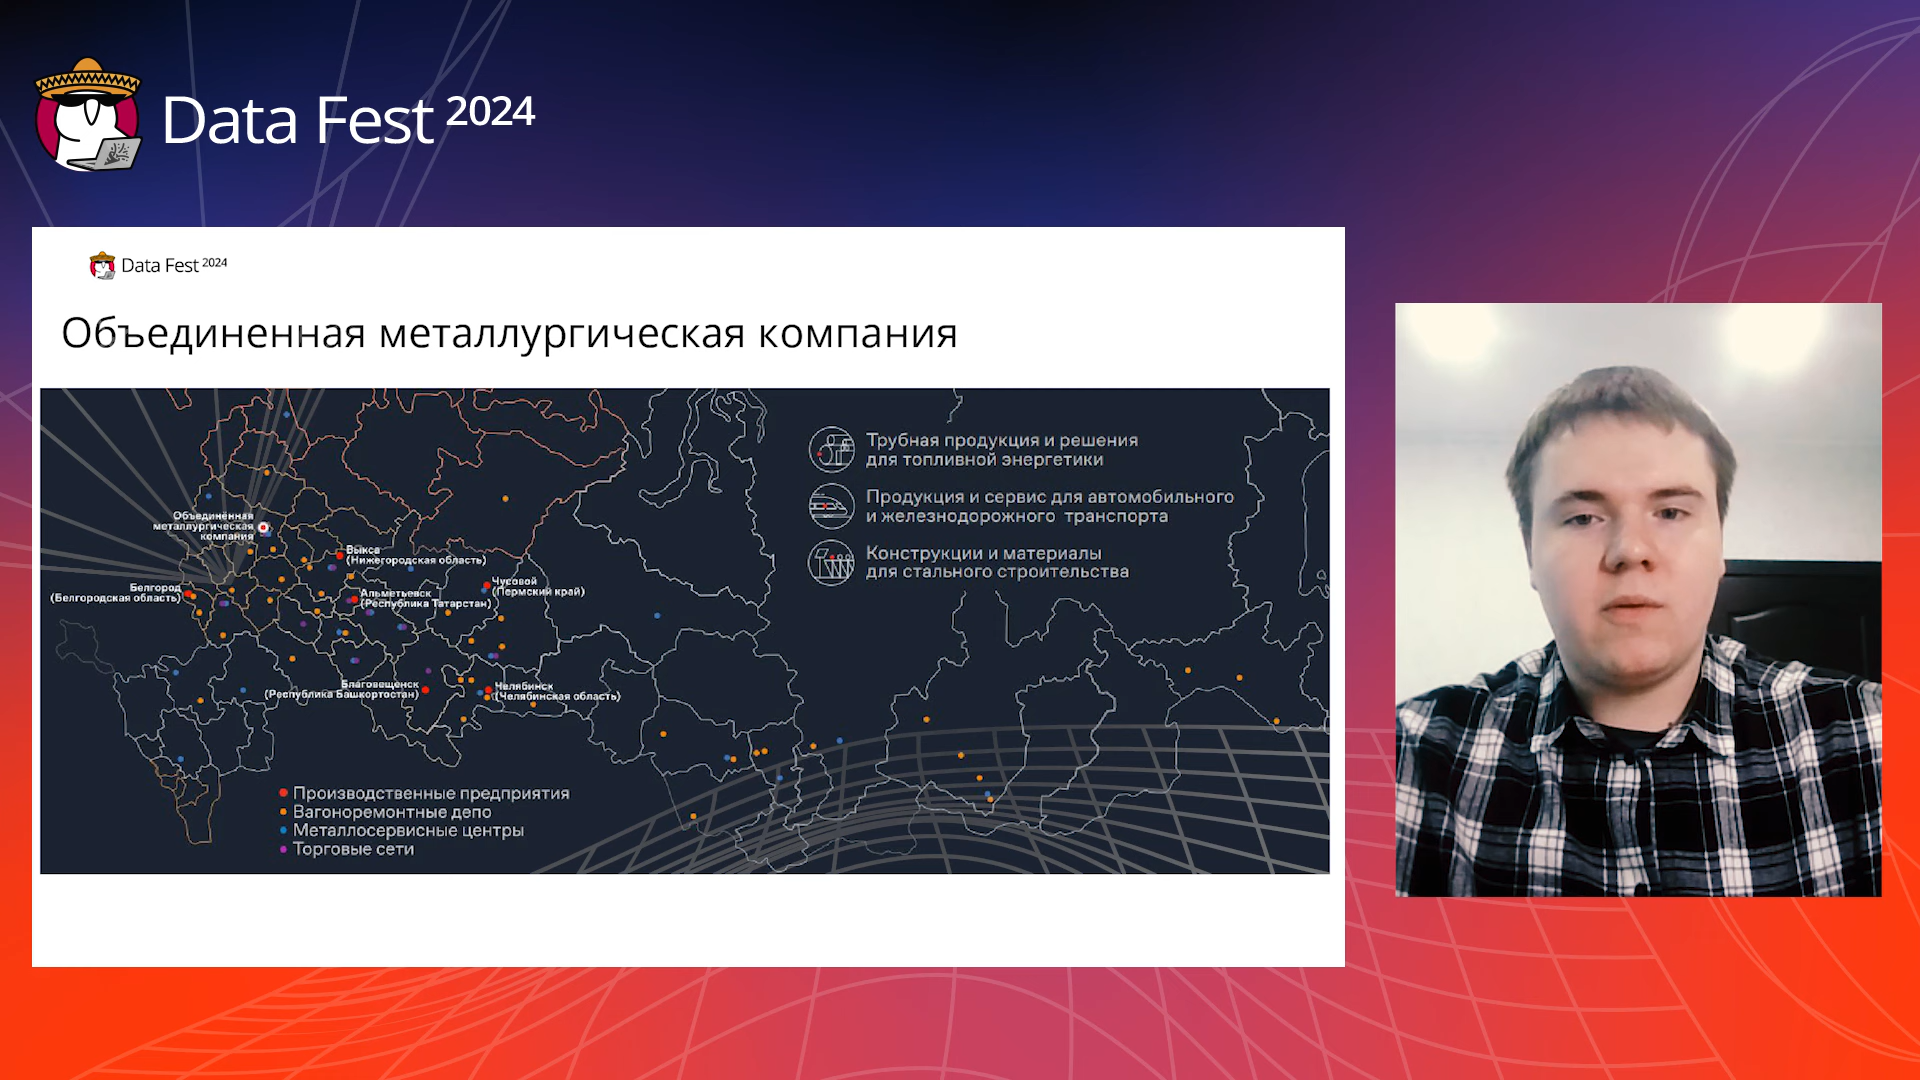 Data Fest 2024
Data Fest 2024
Объединенная металлургическая компания
Трубная продукция и решения
для топливной энергетики
Продукция и сервис для автомобильного
и железнодорожного транспорта
Конструкции и материалы
для стального строительства
Объединённая
металлургическая
компания
Выкса
(Нижегородская область)
Чусовой
(Пермский край)
Белгород
(Белгородская область)
Альметьевск
(Республика Татарстан)
Благовещенск
(Республика Башкортостан)
Челябинск
(Челябинская область)
Производственные предприятия
Вагоноремонтные депо
Металлосервисные центры
Торговые сети